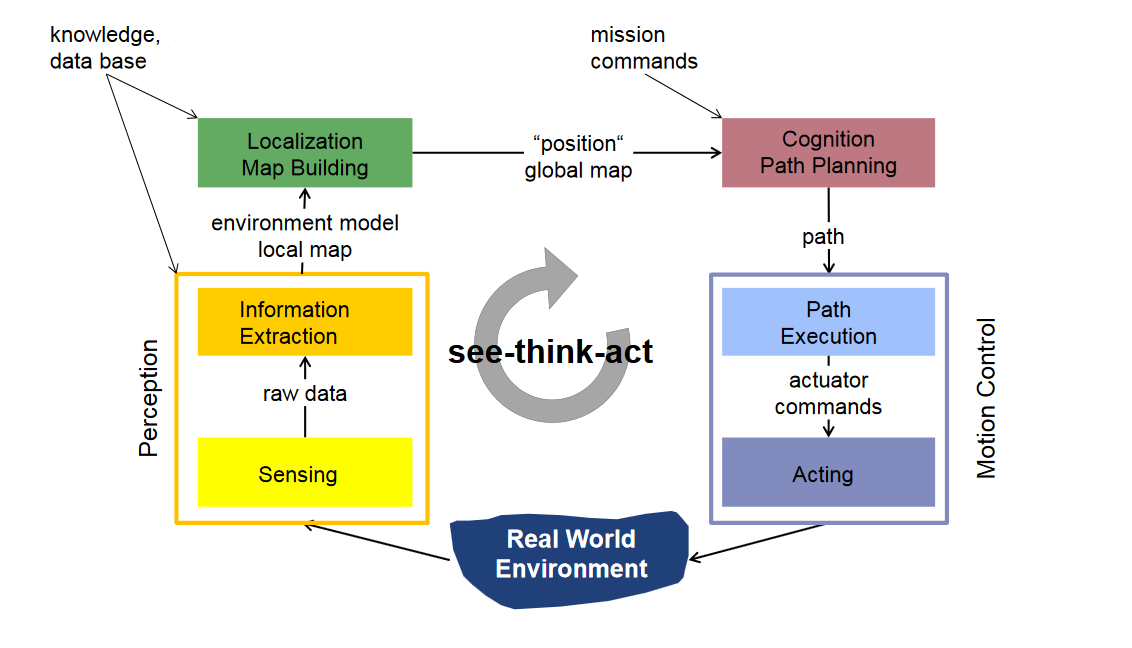 knowledge,
data base
mission
commands
Localization
Map Building
“position“
global map
Cognition
Path Planning
environment model
local map
path
Perception
Information
Extraction
raw data
Sensing
see-think-act
Path
Execution
actuator
commands
Acting
Motion Control
Real World
Environment